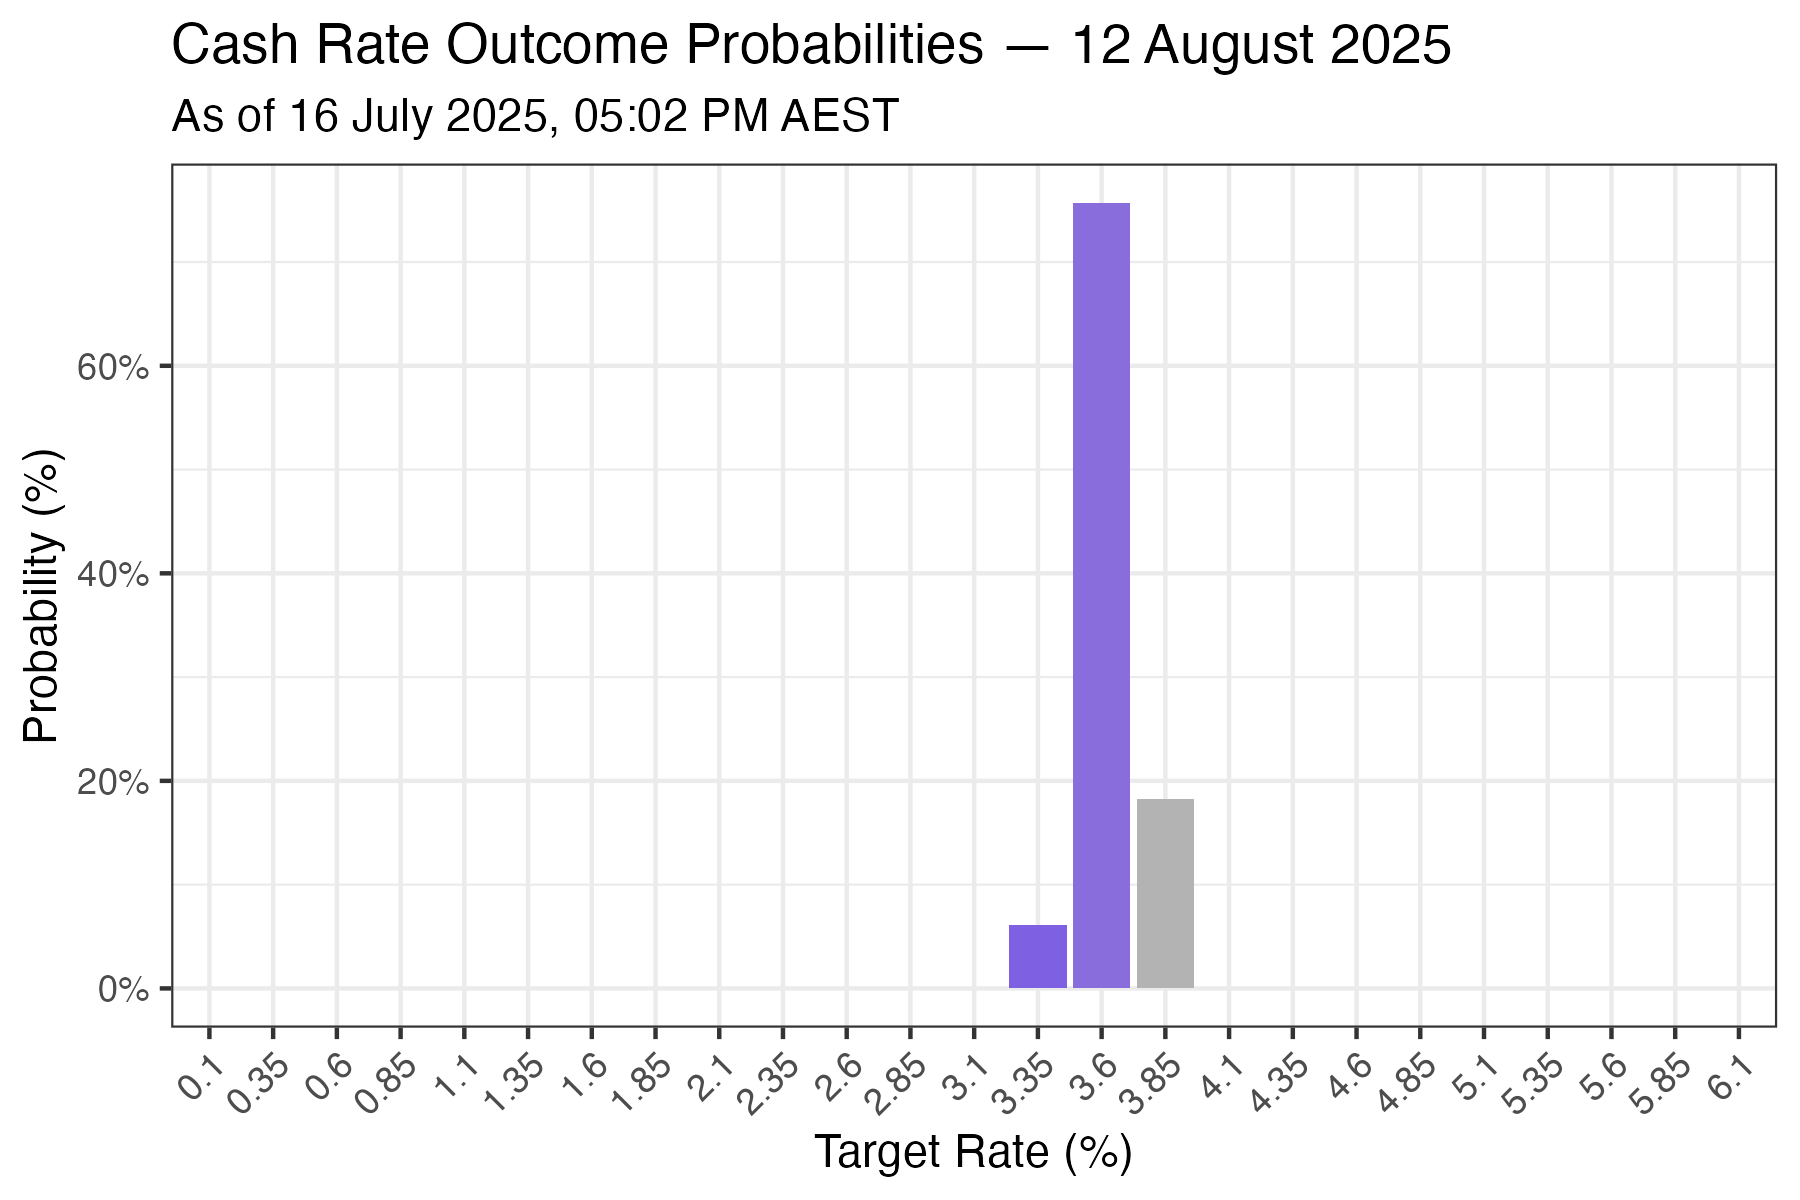 Cash Rate Outcome Probabilities — 12 August 2025
As of 16 July 2025, 05:02 PM AEST
Probability (%)
60%
40%
20%
0%
0.1 0.35 0.6 0.85 1.1 1.35 1.6 1.85 2.1 2.35 2.6 2.85 3.1 3.35 3.6 3.85 4.1 4.35 4.6 4.85 5.1 5.35 5.6 5.85 6.1
Target Rate (%)